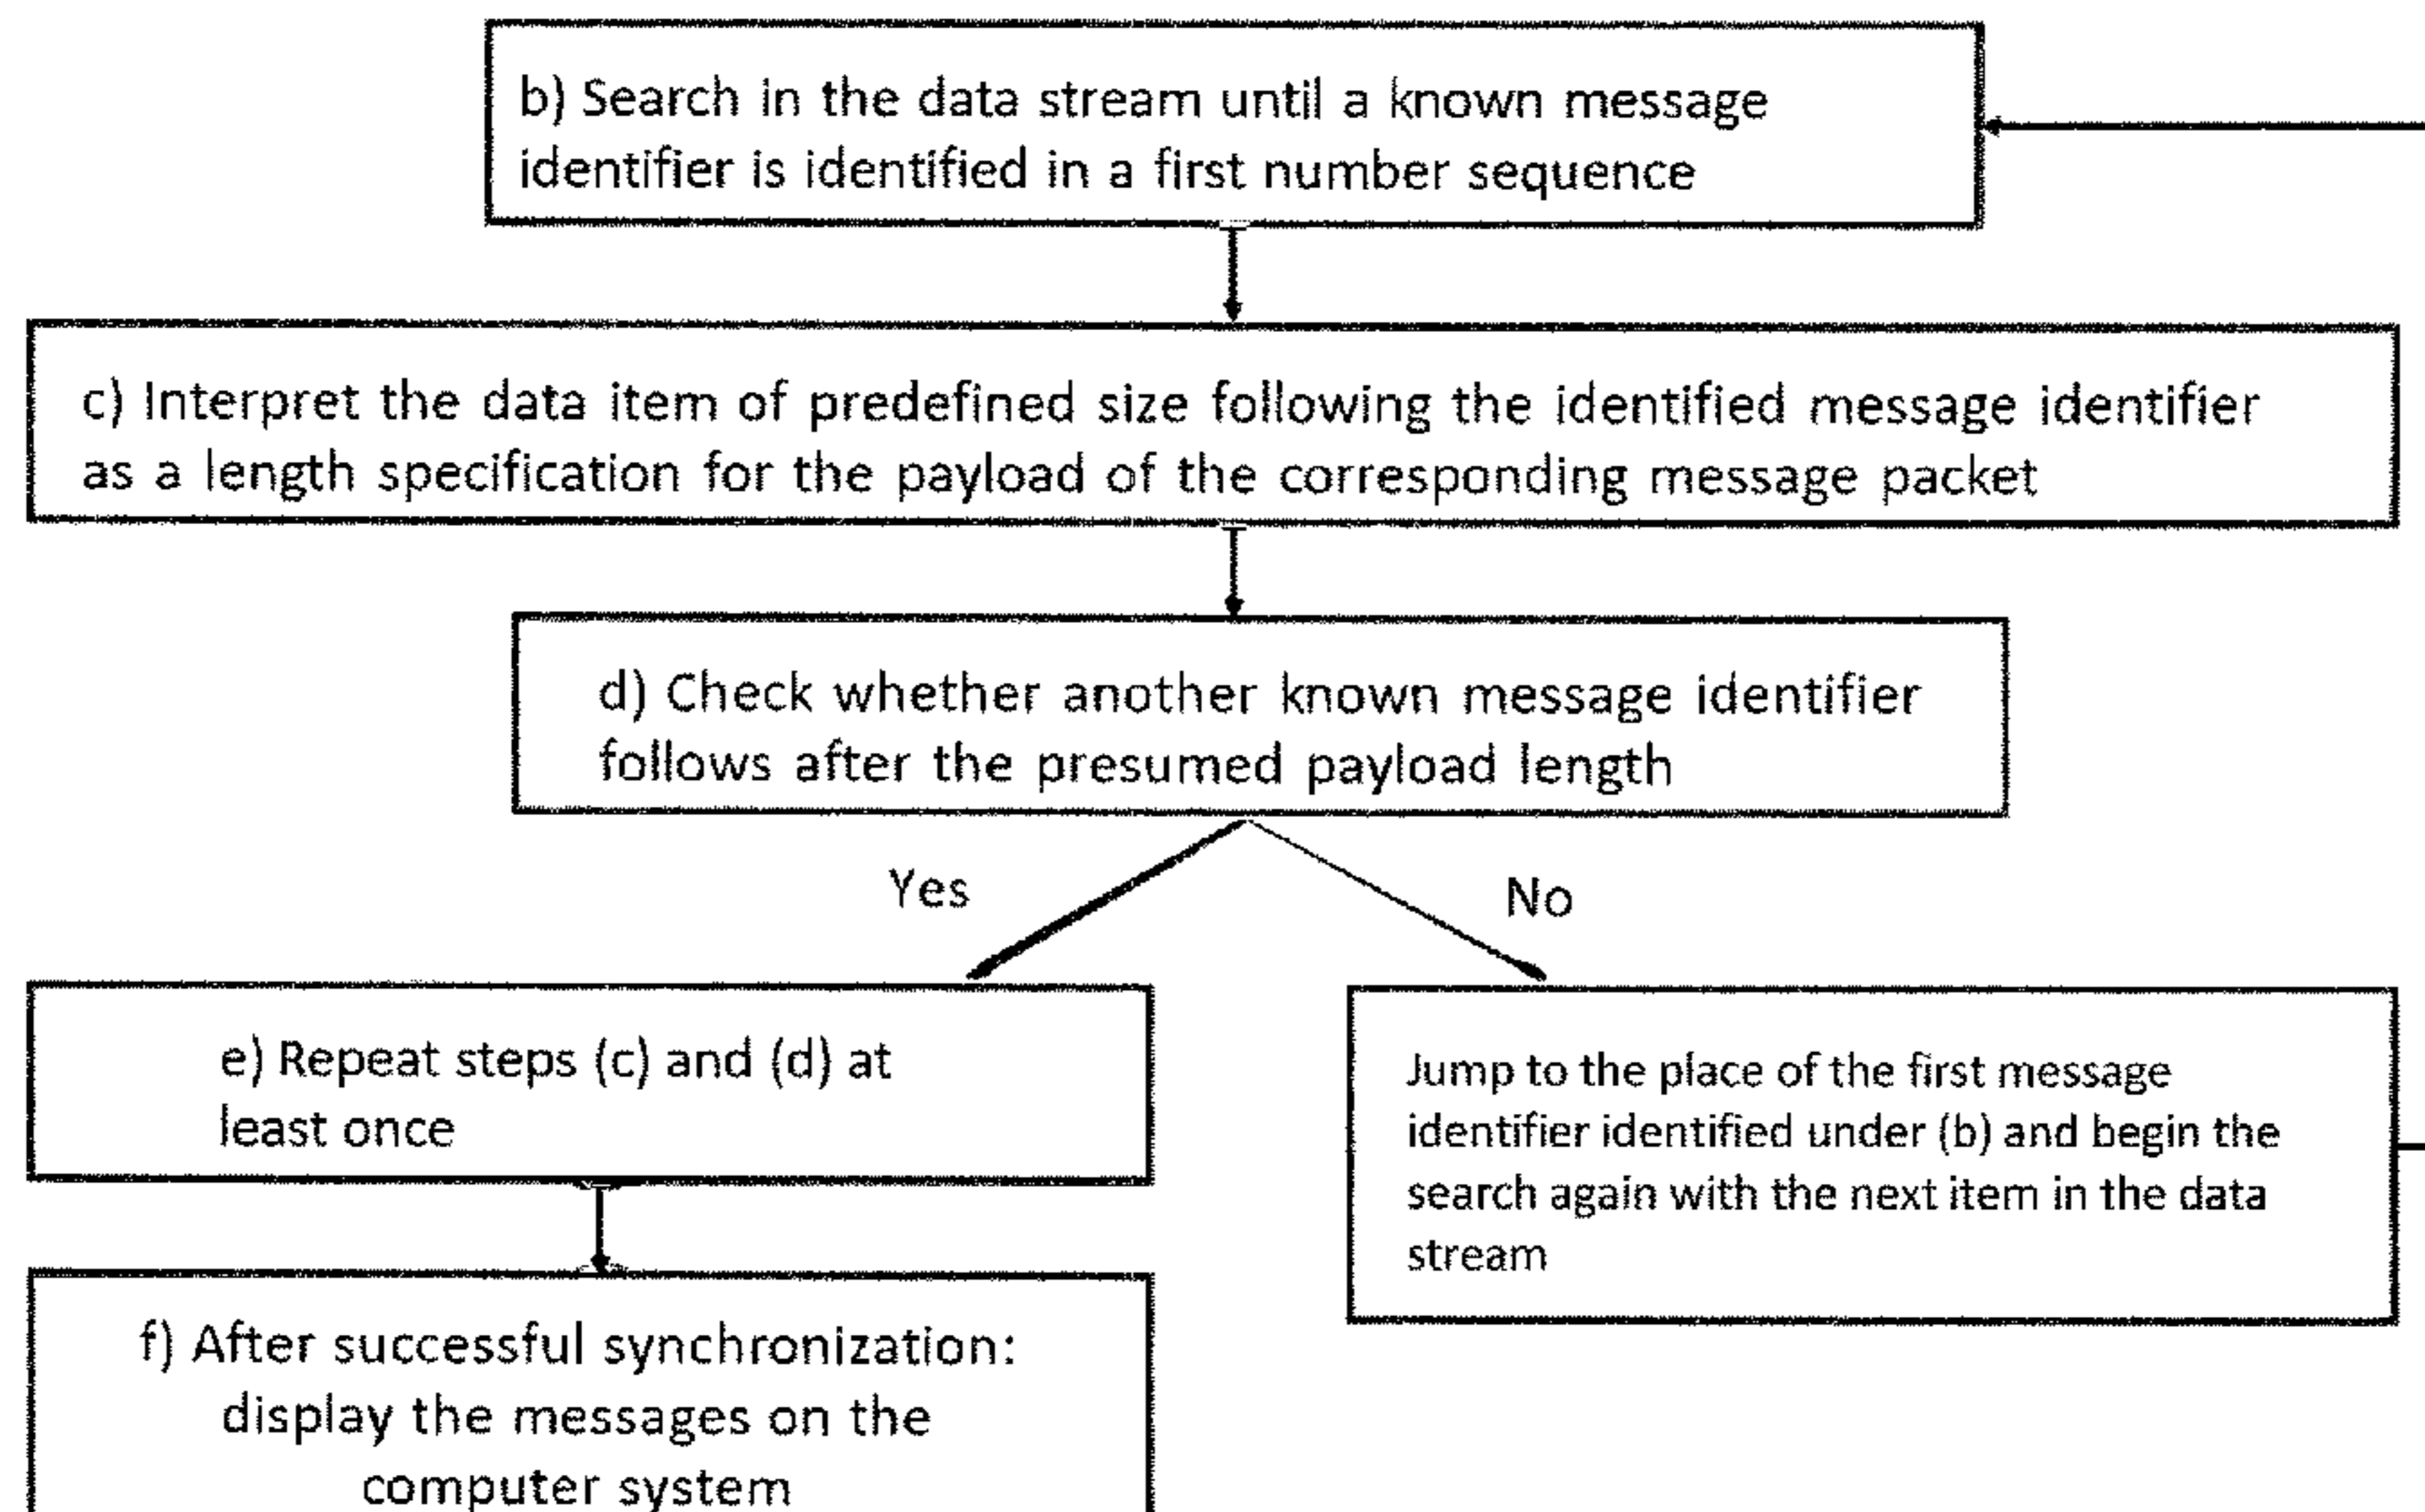 b) Search in the data stream until a known message
identifier is identified in a first number sequence
c) Interpret the data item of predefined size following the identified message identifier
as a length specification for the payload of the corresponding message packet
d) Check whether another known message identifier
follows after the presumed payload length
Yes
No
e) Repeat steps (c) and (d) at
least once
Jump to the place of the first message
identifier identified under (b) and begin the
search again with the next item in the data
stream
f) After successful synchronization:
display the messages on the
computer system